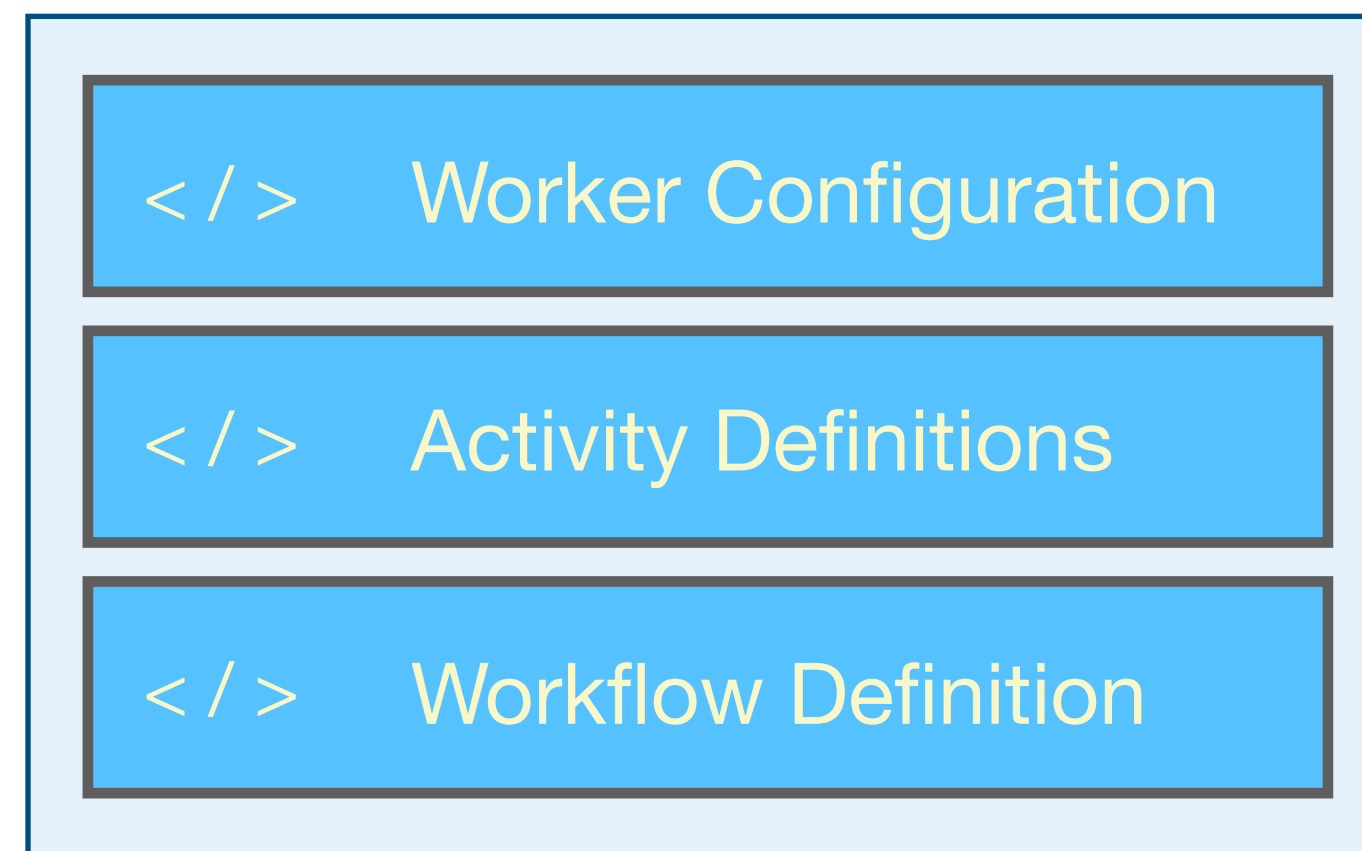 < / > Worker Configuration
< / > Activity Definitions
< / > Workflow Definition